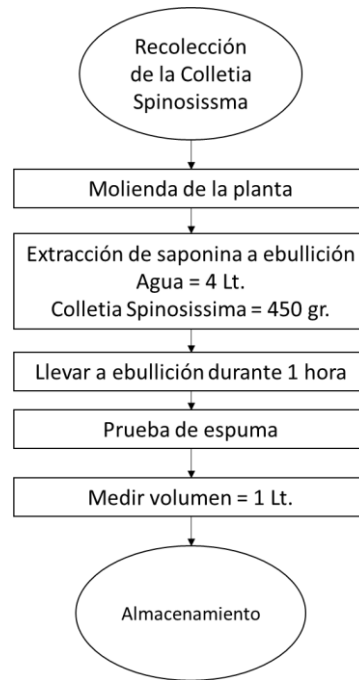 Recolección
de la Colletia
Spinosissma
Molienda de la planta
Extracción de saponina a ebullición
Agua = 4 Lt.
Colletia Spinosissima = 450 gr.
Llevar a ebullición durante 1 hora
Prueba de espuma
Medir volumen = 1 Lt.
Almacenamiento